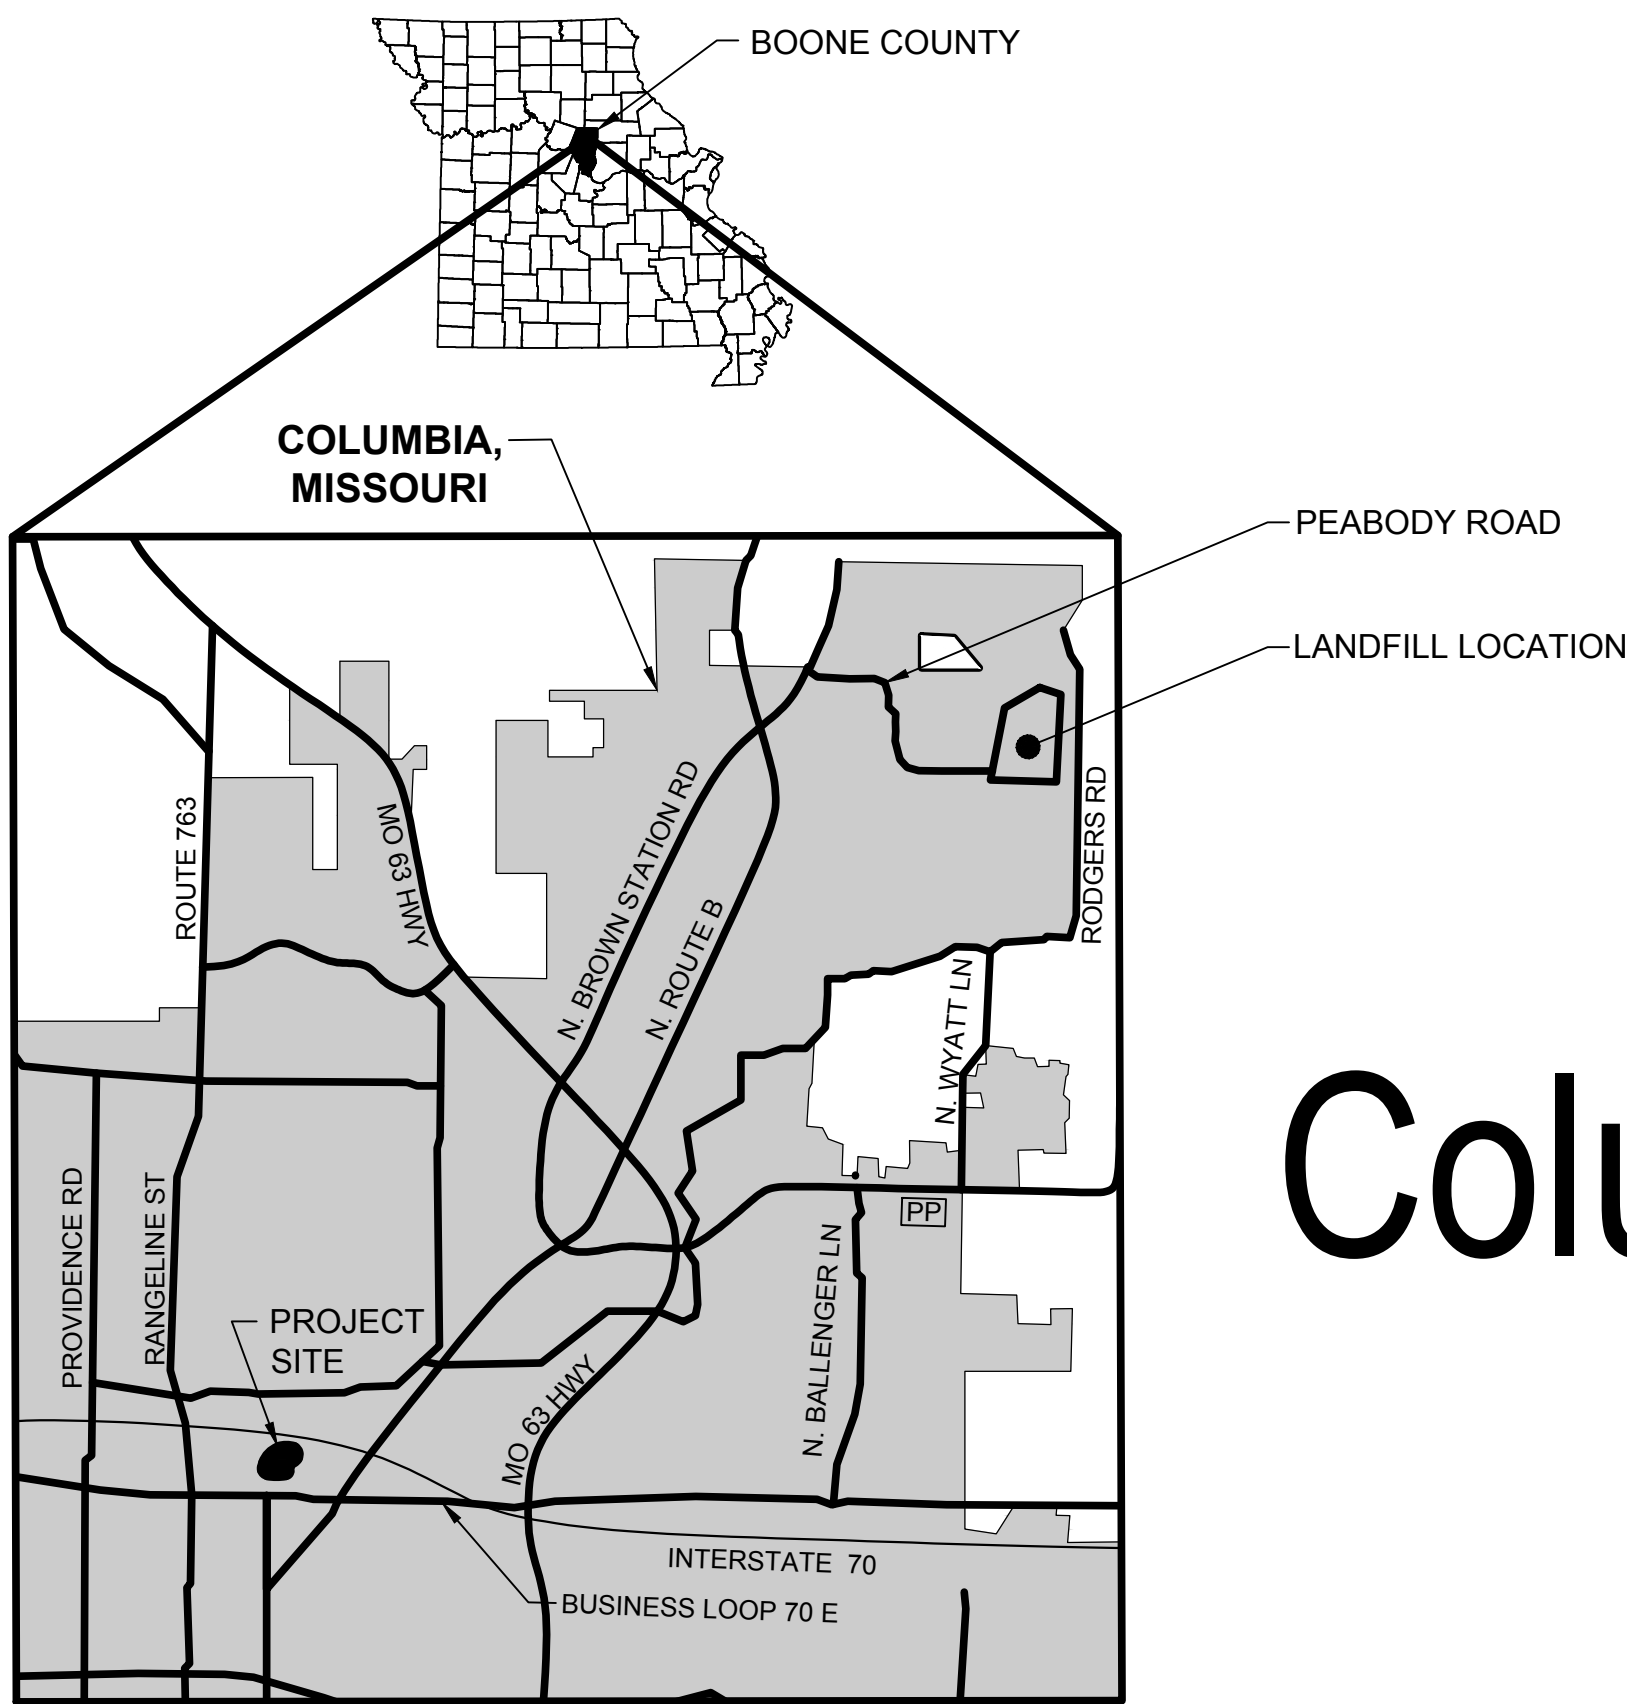 BOONE COUNTY
COLUMBIA,
MISSOURI
PEABODY ROAD
LANDFILL LOCATION
ROUTE 763
MO 63 HWY
N. BROWN STATION RD
N. ROUTE B
RODGERS RD
N. WYATT LN
PROVIDENCE RD
RANGELINE ST
PP
N. BALLENGER LN
PROJECT
SITE
MO 63 HWY
INTERSTATE 70
BUSINESS LOOP 70 E
Colu